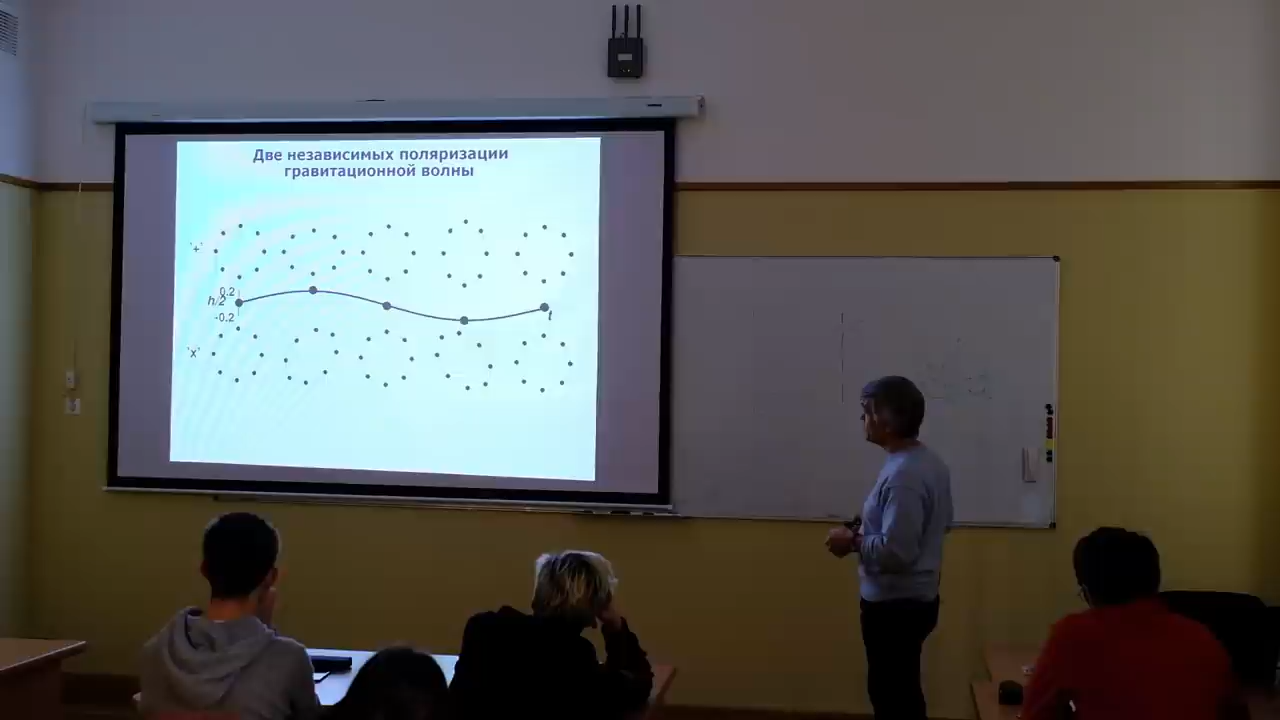 Две независимых поляризации
гравитационной волны
'+'
0.2
h/2
-0.2
t
'x'